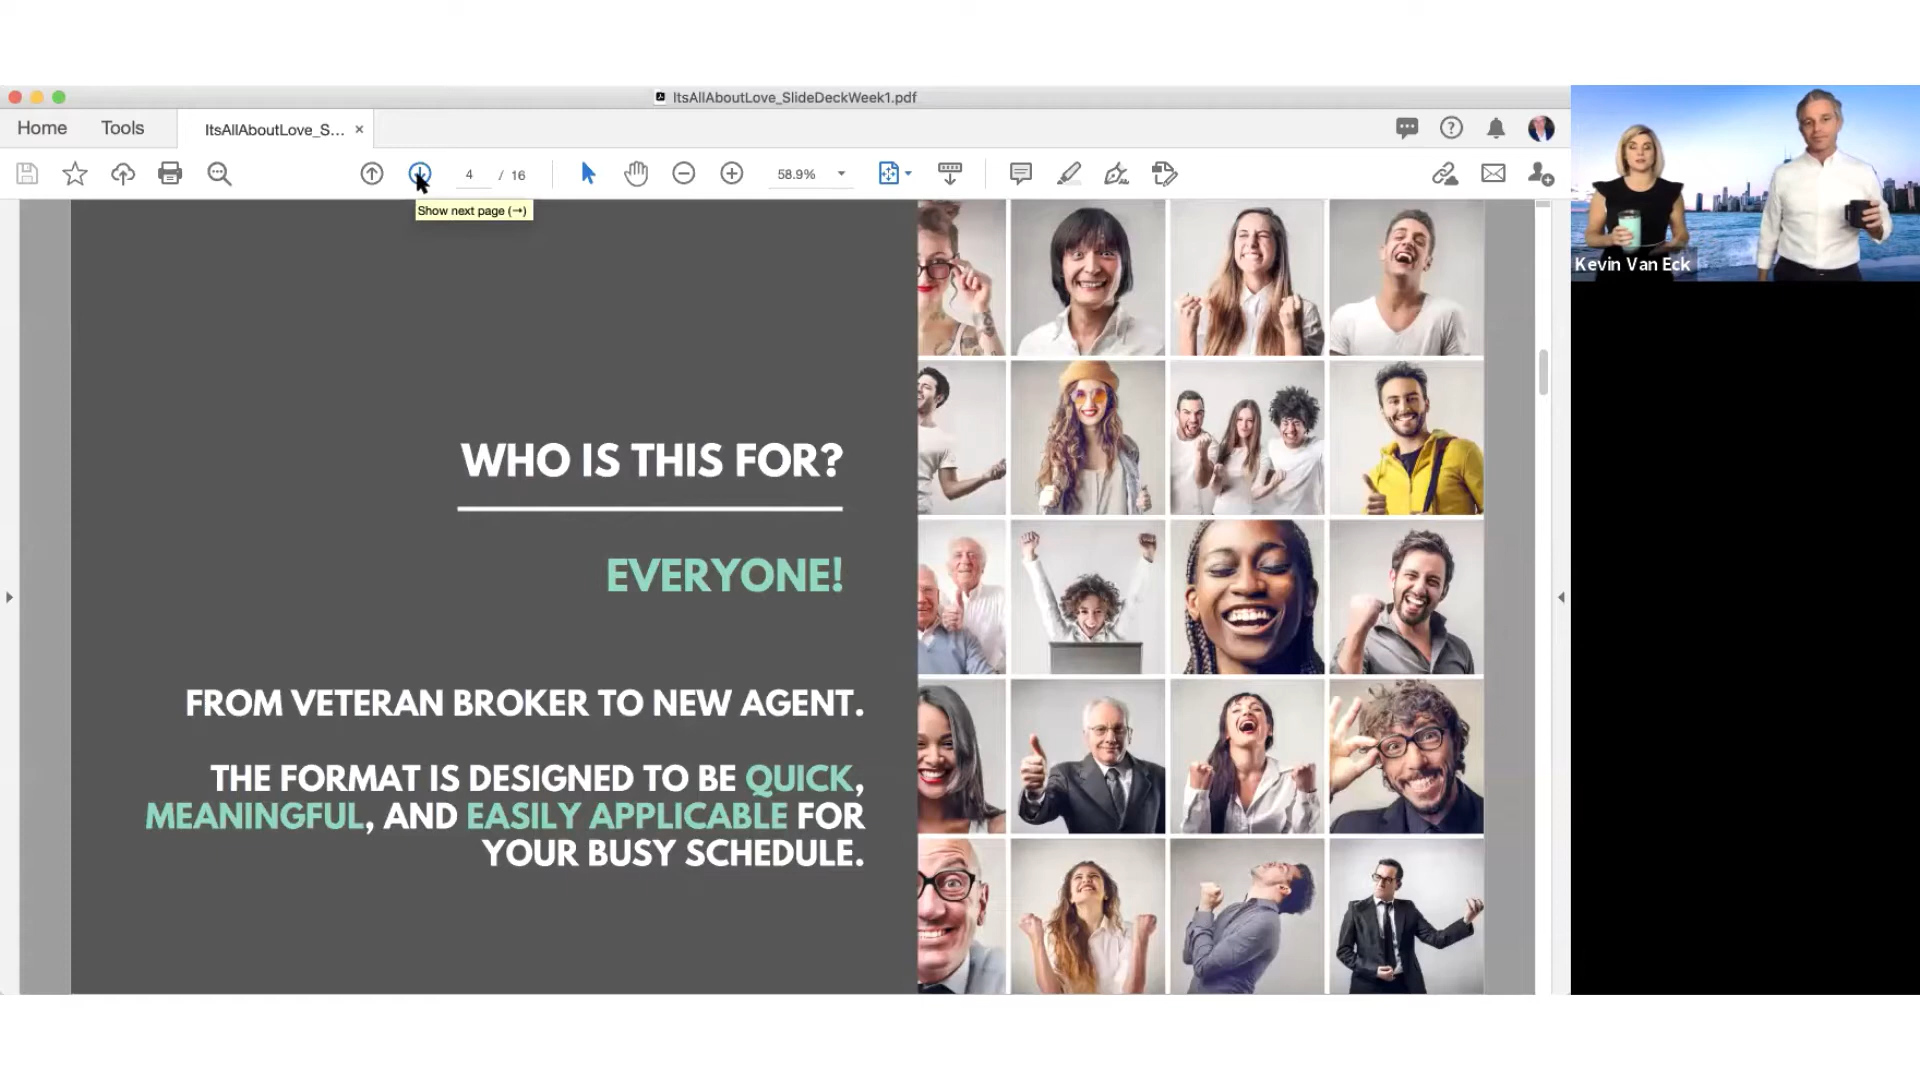 ItsAllAboutLove_SlideDeckWeek1.pdf
Home
Tools
ItsAllAboutLove_S... ×
4 / 16
58.9%
Show next page (→)
Kevin Van Eck
WHO IS THIS FOR?
EVERYONE!
FROM VETERAN BROKER TO NEW AGENT.
THE FORMAT IS DESIGNED TO BE QUICK,
MEANINGFUL, AND EASILY APPLICABLE FOR
YOUR BUSY SCHEDULE.